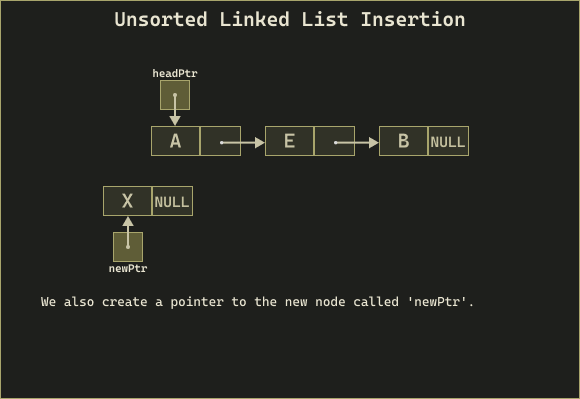 Unsorted Linked List Insertion
headPtr
A E B NULL
X NULL
newPtr
We also create a pointer to the new node called 'newPtr'.